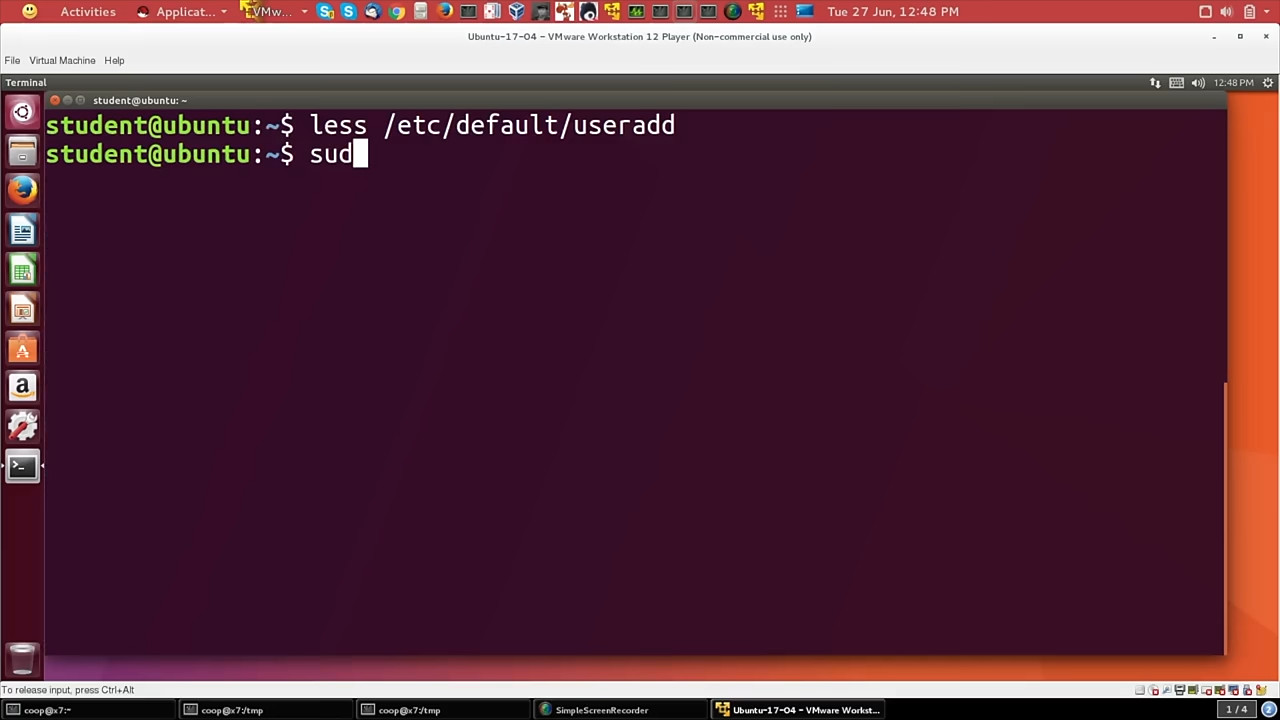 Activities
Applicat...
VMw...
Tue 27 Jun, 12:48 PM
Ubuntu-17-04 - VMware Workstation 12 Player (Non-commercial use only)
File Virtual Machine Help
Terminal
12:48 PM
student@ubuntu: ~
student@ubuntu:~$ less /etc/default/useradd
student@ubuntu:~$ sud
To release input, press Ctrl+Alt
coop@x7:~
coop@x7:/tmp
coop@x7:/tmp
SimpleScreenRecorder
Ubuntu-17-04 - VMware Workst...
1 / 4
2